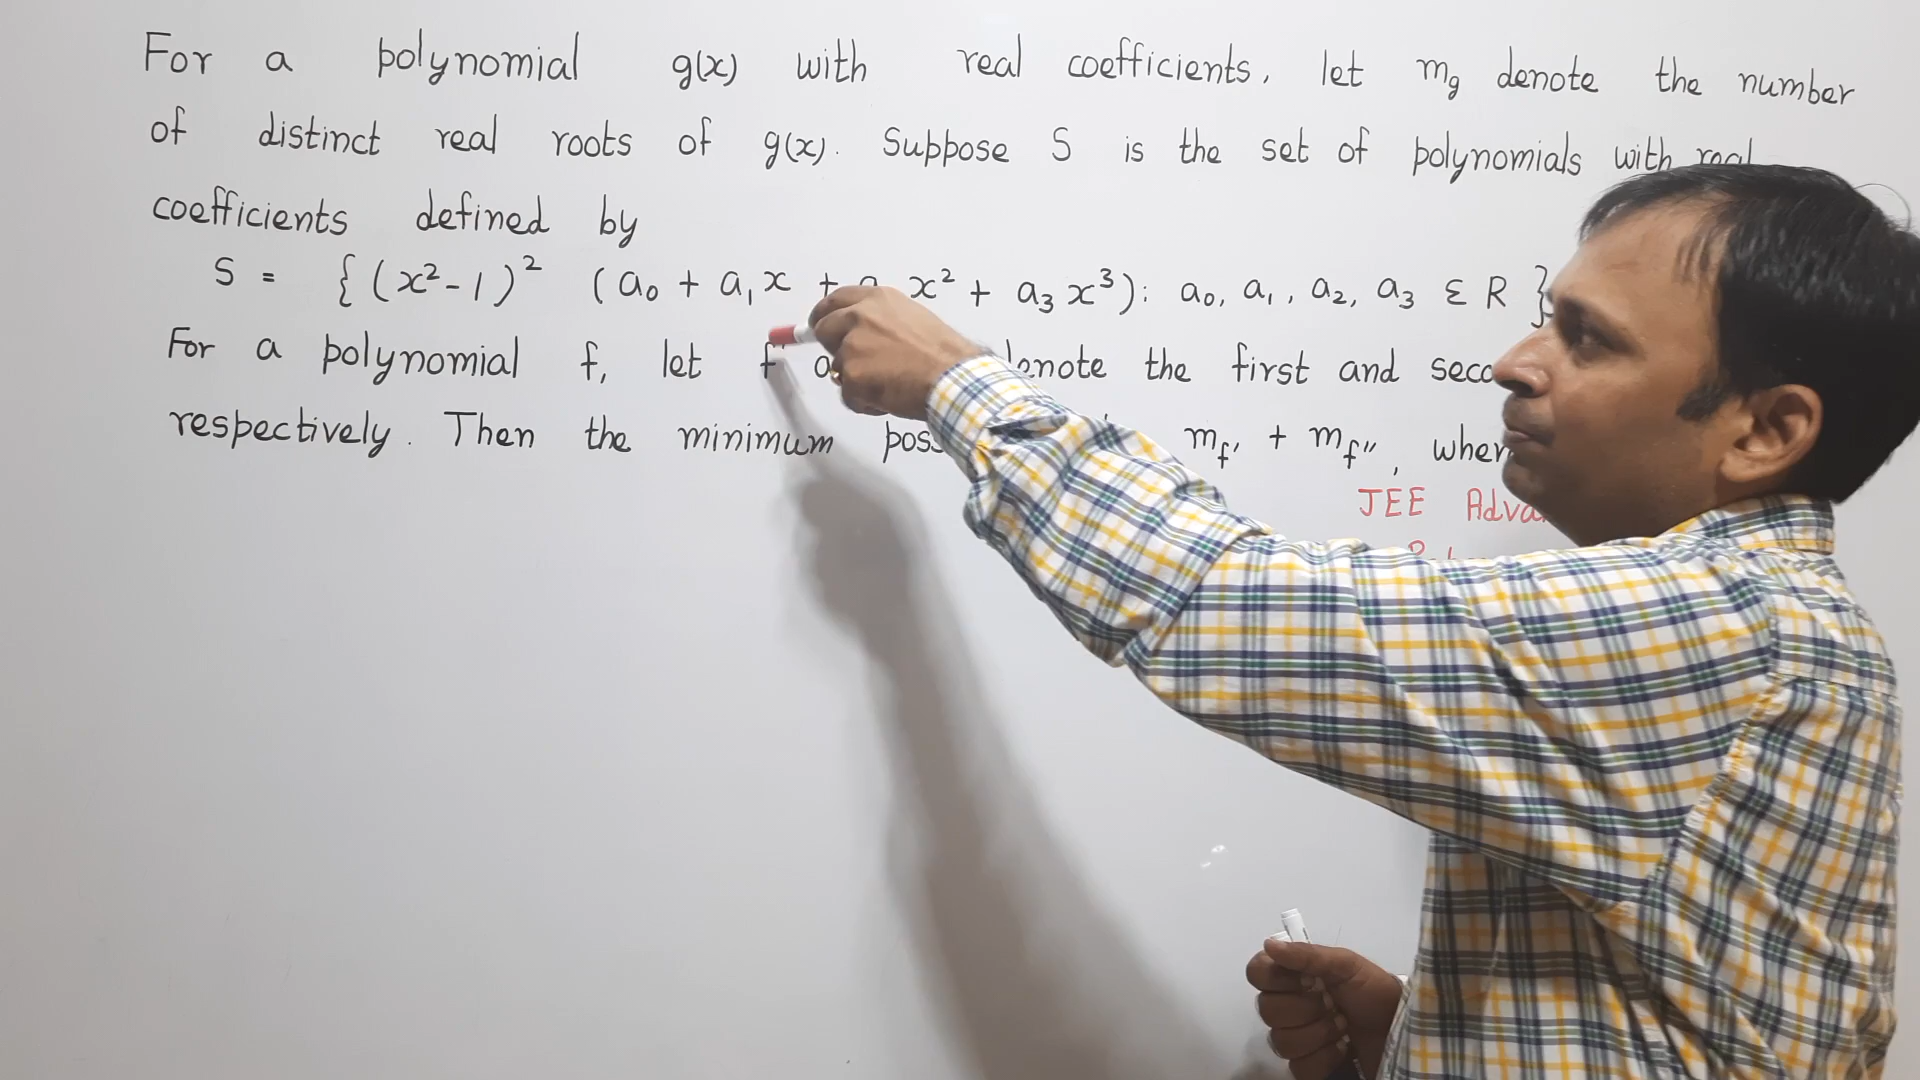 For a polynomial g(x) with real coefficients, let m_g denote the number
of distinct real roots of g(x). Suppose S is the set of polynomials with real
coefficients defined by
S = { (x²-1)² (a₀ + a₁x + a x² + a₃x³): a₀, a₁, a₂, a₃ ε R }
For a polynomial f, let f' denote the first and
respectively. Then the minimum m_f' + m_f'',
JEE